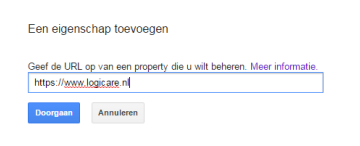 Een eigenschap toevoegen
Geef de URL op van een property die u wilt beheren. Meer informatie.
https://www.logicare.nl
Doorgaan Annuleren